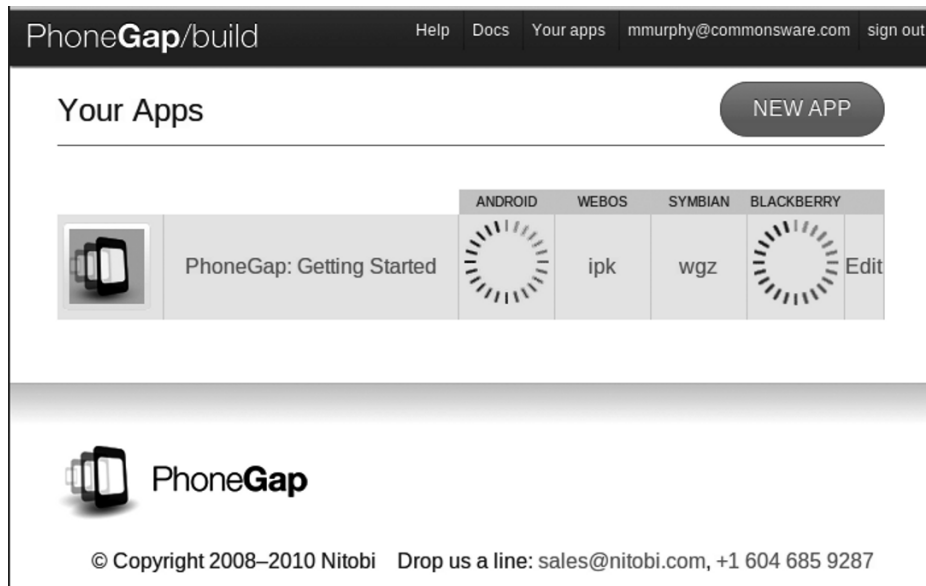 PhoneGap/build Help Docs Your apps mmurphy@commonsware.com sign out
Your Apps NEW APP
ANDROID WEBOS SYMBIAN BLACKBERRY
PhoneGap: Getting Started ipk wgz Edit
PhoneGap
© Copyright 2008–2010 Nitobi Drop us a line: sales@nitobi.com, +1 604 685 9287